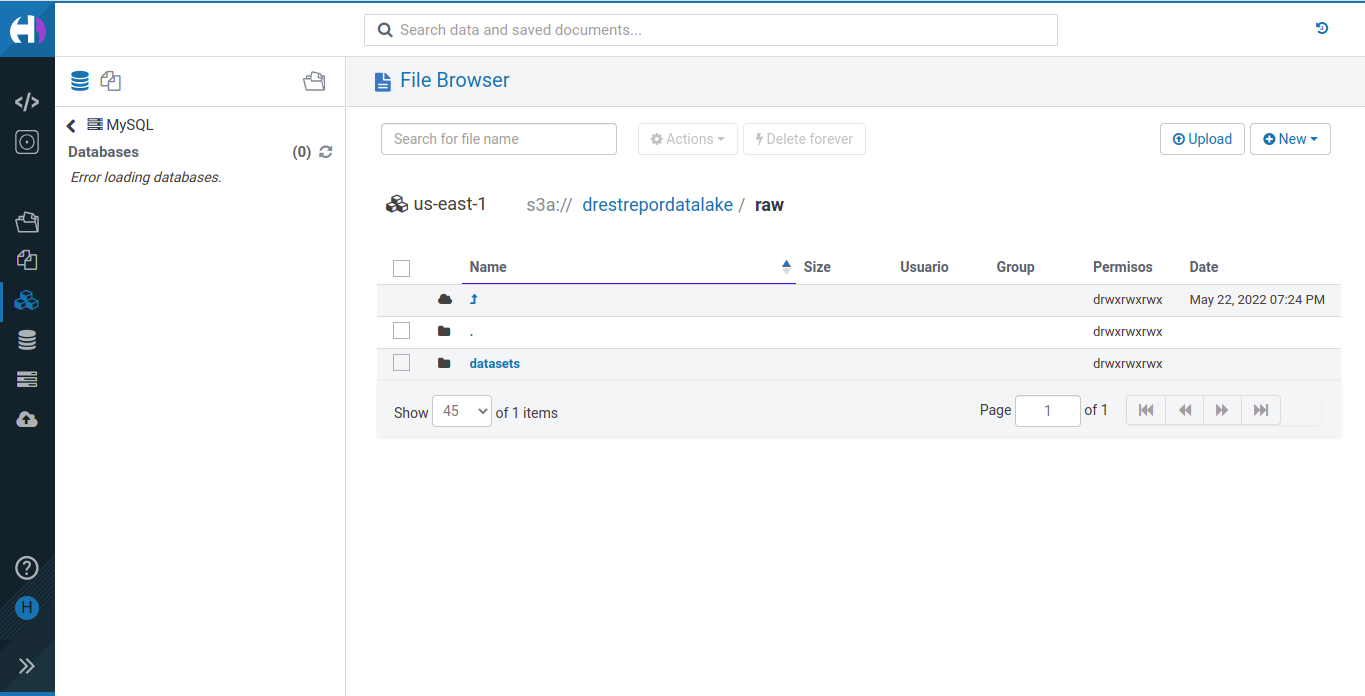 Search data and saved documents...
File Browser
MySQL
Databases (0)
Error loading databases.
Search for file name Actions Delete forever Upload New
us-east-1 s3a:// drestrepordatalake / raw
Name Size Usuario Group Permisos Date
drwxrwxrwx May 22, 2022 07:24 PM
. drwxrwxrwx
datasets drwxrwxrwx
Show 45 of 1 items Page 1 of 1
H